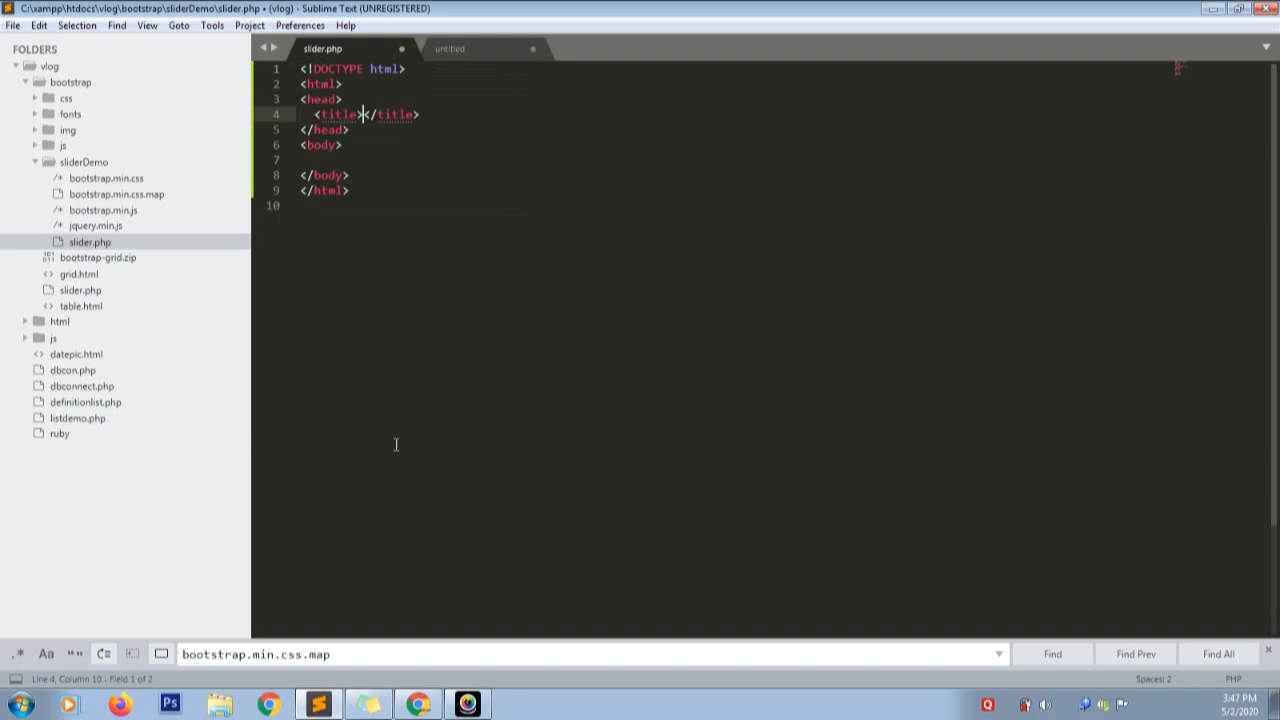 C:\xampp\htdocs\vlog\bootstrap\sliderDemo\slider.php • (vlog) - Sublime Text (UNREGISTERED)
File Edit Selection Find View Goto Tools Project Preferences Help
FOLDERS
vlog
bootstrap
css
fonts
img
js
sliderDemo
/* bootstrap.min.css
bootstrap.min.css.map
/* bootstrap.min.js
/* jquery.min.js
slider.php
bootstrap-grid.zip
<> grid.html
slider.php
<> table.html
html
js
<> datepic.html
dbcon.php
dbconnect.php
definitionlist.php
listdemo.php
ruby
slider.php untitled
1 <!DOCTYPE html>
2 <html>
3 <head>
4 <title></title>
5 </head>
6 <body>
7
8 </body>
9 </html>
10
.* Aa “” bootstrap.min.css.map Find Find Prev Find All
Line 4, Column 10 - Field 1 of 2 Spaces: 2 PHP
Ps Q 3:47 PM
5/2/2020